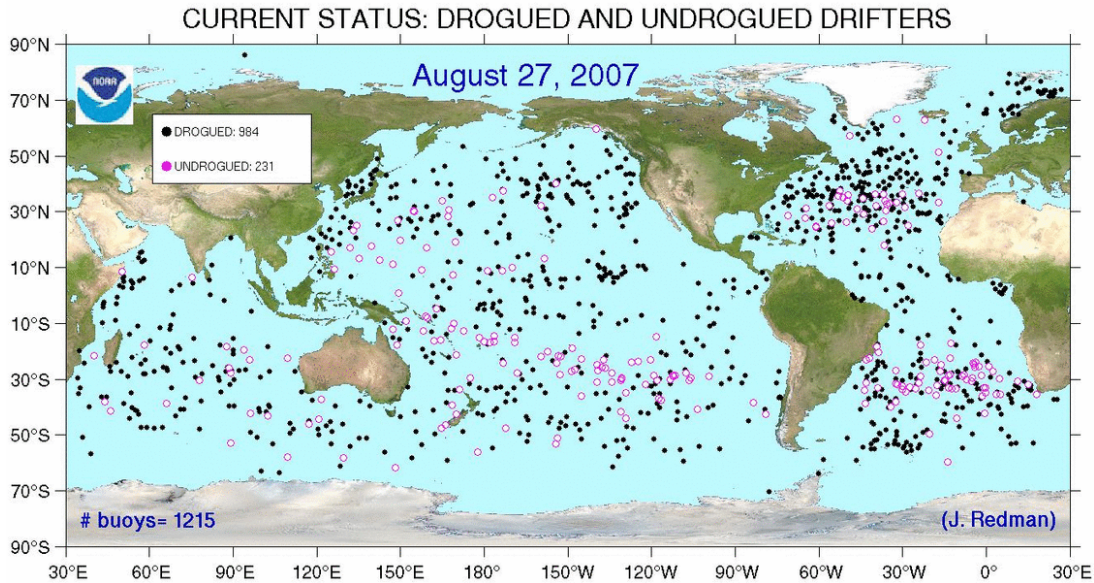 CURRENT STATUS: DROGUED AND UNDROGUED DRIFTERS
90°N
70°N
50°N
30°N
10°N
10°S
30°S
50°S
70°S
90°S
NOAA
August 27, 2007
DROGUED: 984
UNDROGUED: 231
# buoys= 1215
(J. Redman)
30°E 60°E 90°E 120°E 150°E 180° 150°W 120°W 90°W 60°W 30°W 0° 30°E